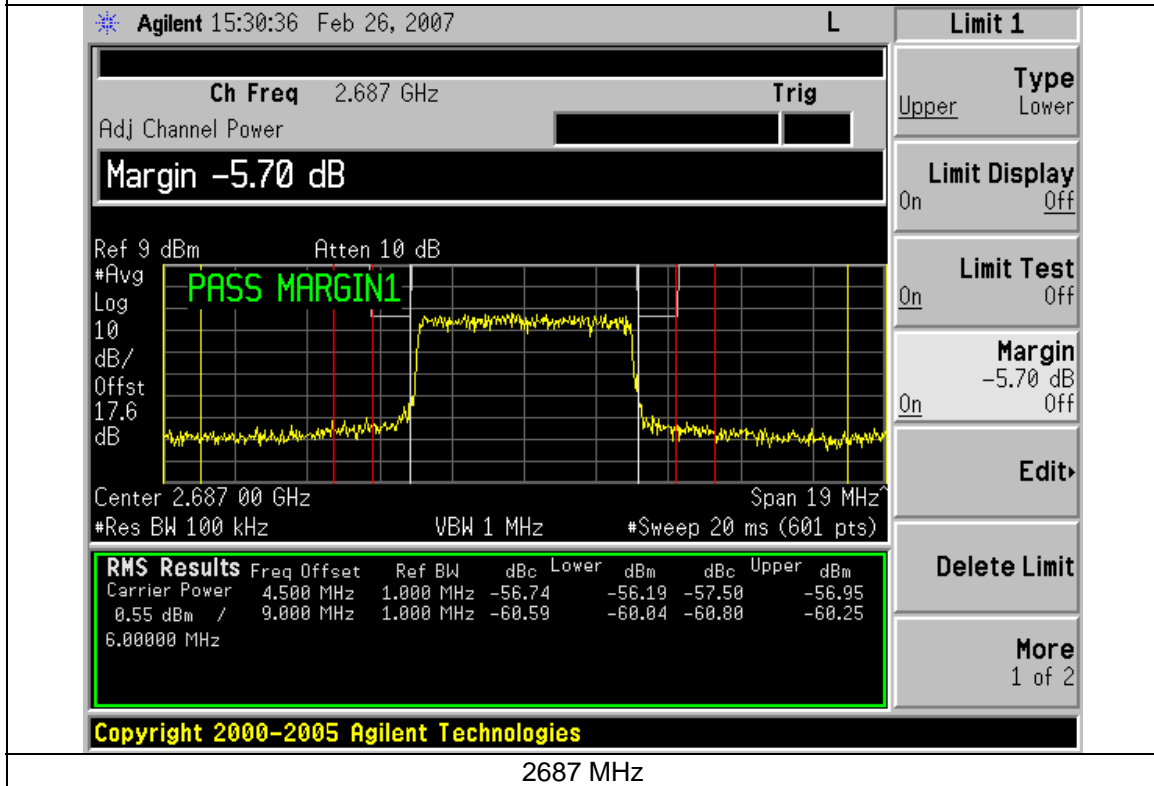 Agilent 15:30:36 Feb 26, 2007 L
Ch Freq 2.687 GHz Trig
Adj Channel Power
Margin -5.70 dB
Ref 9 dBm Atten 10 dB
#Avg
Log
10
dB/
Offst
17.6
dB
PASS MARGIN1
Center 2.687 00 GHz Span 19 MHz^
#Res BW 100 kHz VBW 1 MHz #Sweep 20 ms (601 pts)
RMS Results Freq Offset Ref BW dBc Lower dBm dBc Upper dBm
Carrier Power 4.500 MHz 1.000 MHz -56.74 -56.19 -57.50 -56.95
0.55 dBm / 9.000 MHz 1.000 MHz -60.59 -60.04 -60.80 -60.25
6.00000 MHz
Copyright 2000-2005 Agilent Technologies
Limit 1
Type
Upper Lower
Limit Display
On Off
Limit Test
On Off
Margin
-5.70 dB
On Off
Edit▸
Delete Limit
More
1 of 2
2687 MHz